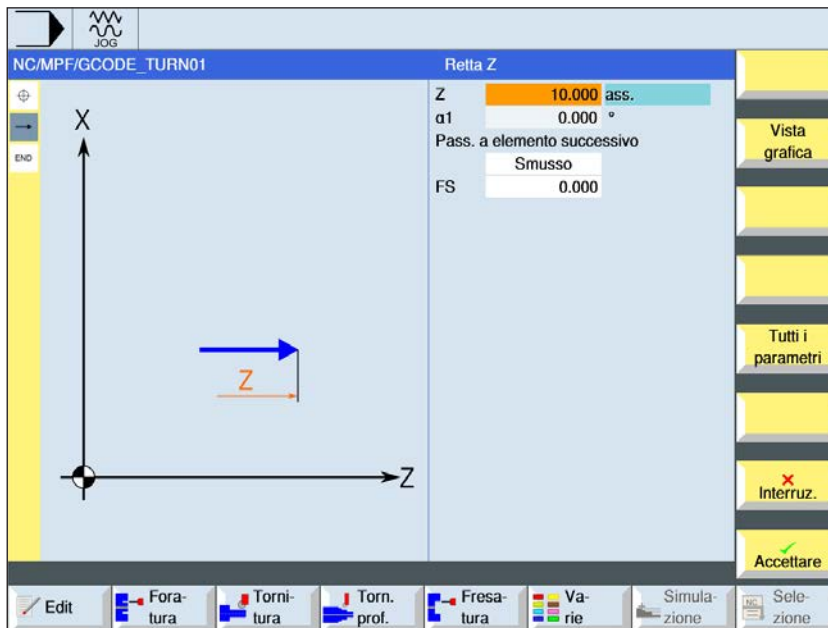 JOG
NC/MPF/GCODE_TURN01
Retta Z
END
X
Z
Z
Z 10.000 ass.
α1 0.000 °
Pass. a elemento successivo
Smusso
FS 0.000
Vista
grafica
Tutti i
parametri
Interruz.
Accettare
Edit
Fora-
tura
Torni-
tura
Torn.
prof.
Fresa-
tura
Va-
rie
Simula-
zione
NC
Sele-
zione